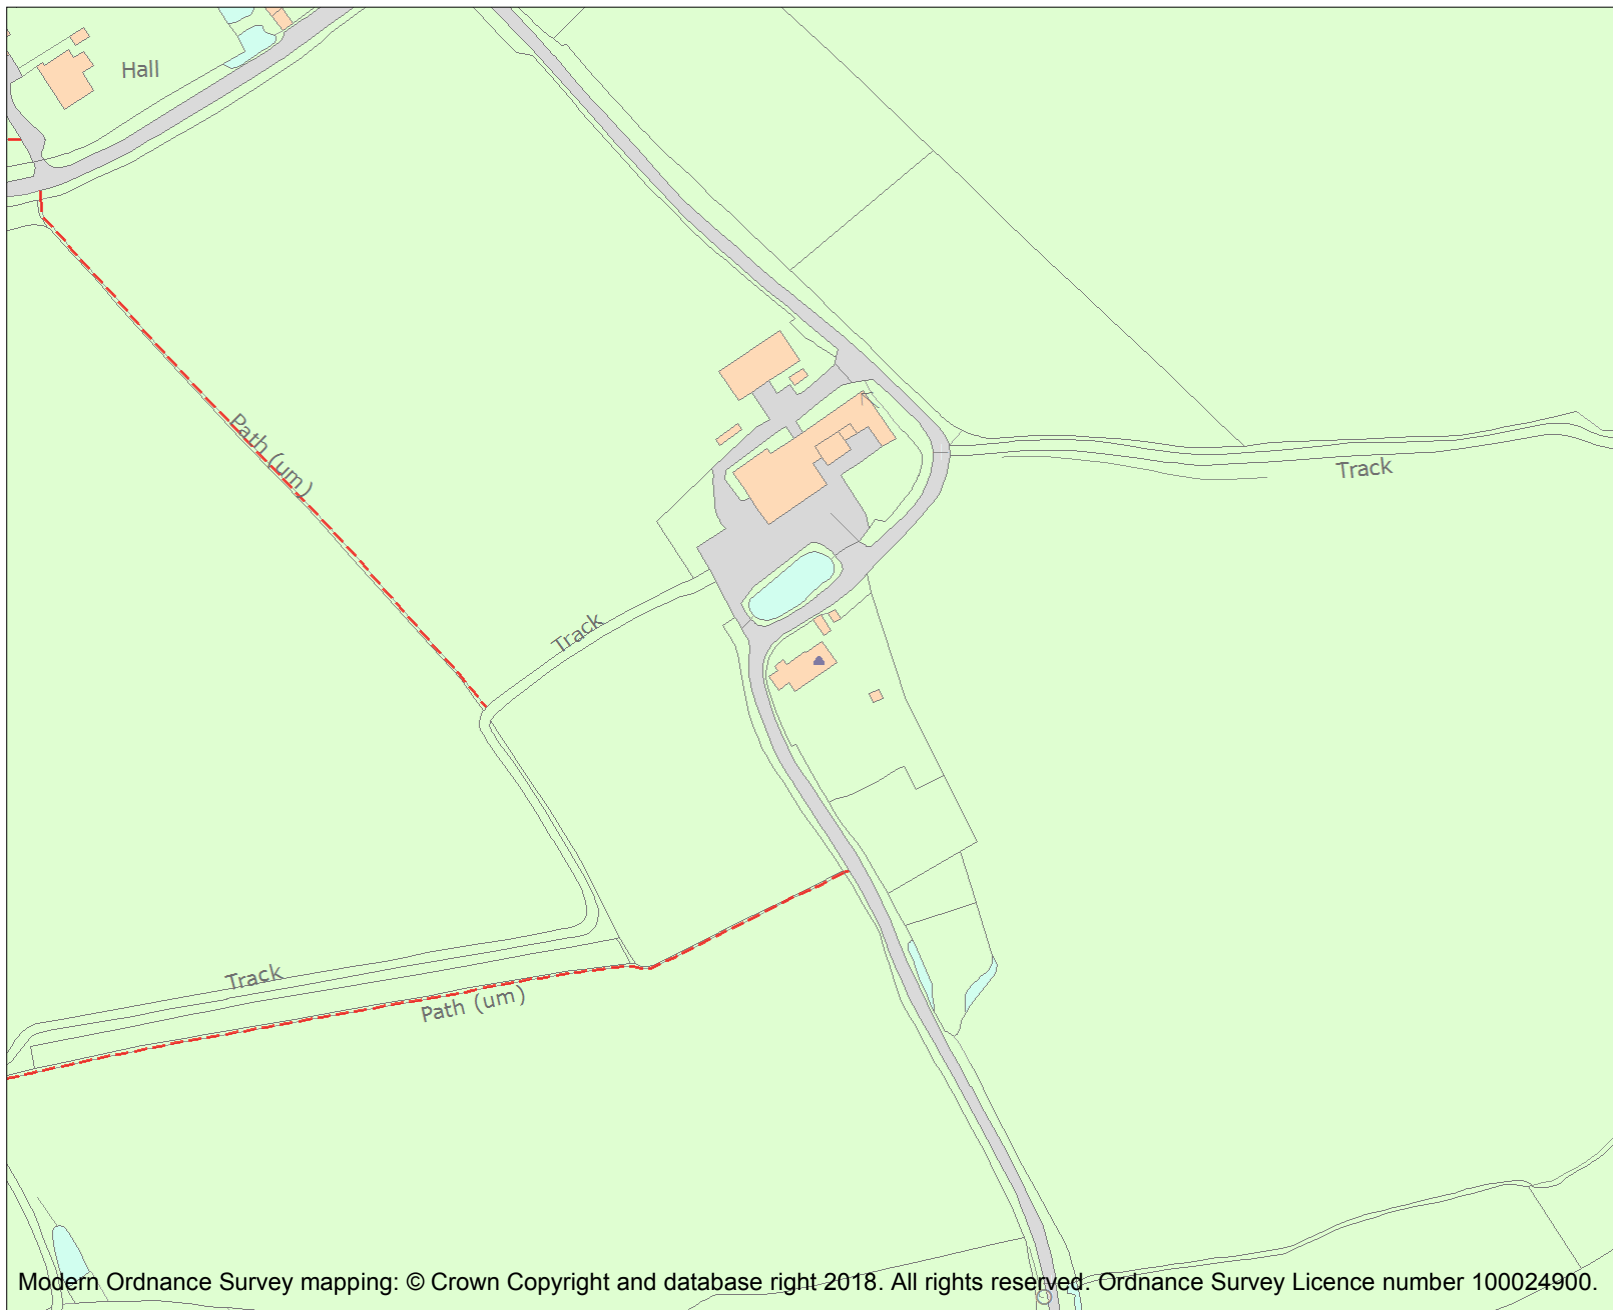 Hall
Path (um)
Track
Track
Track
Path (um)
Modern Ordnance Survey mapping: © Crown Copyright and database right 2018. All rights reserved. Ordnance Survey Licence number 100024900.